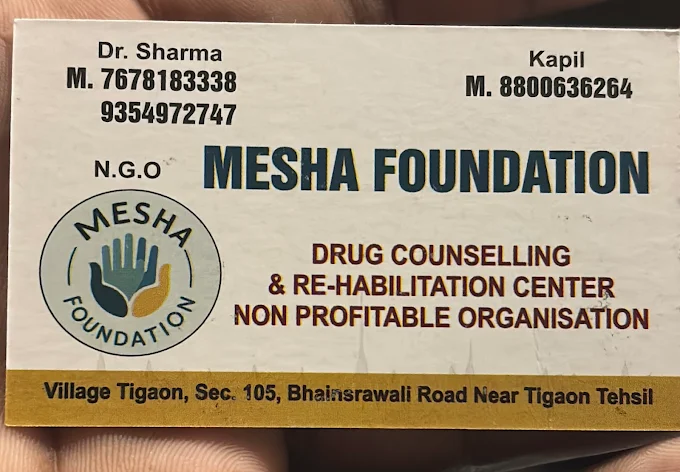 Dr. Sharma
M. 7678183338
9354972747
Kapil
M. 8800636264
N.G.O
MESHA FOUNDATION
MESHA
FOUNDATION
DRUG COUNSELLING
& RE-HABILITATION CENTER
NON PROFITABLE ORGANISATION
Village Tigaon, Sec. 105, Bhainsrawali Road Near Tigaon Tehsil